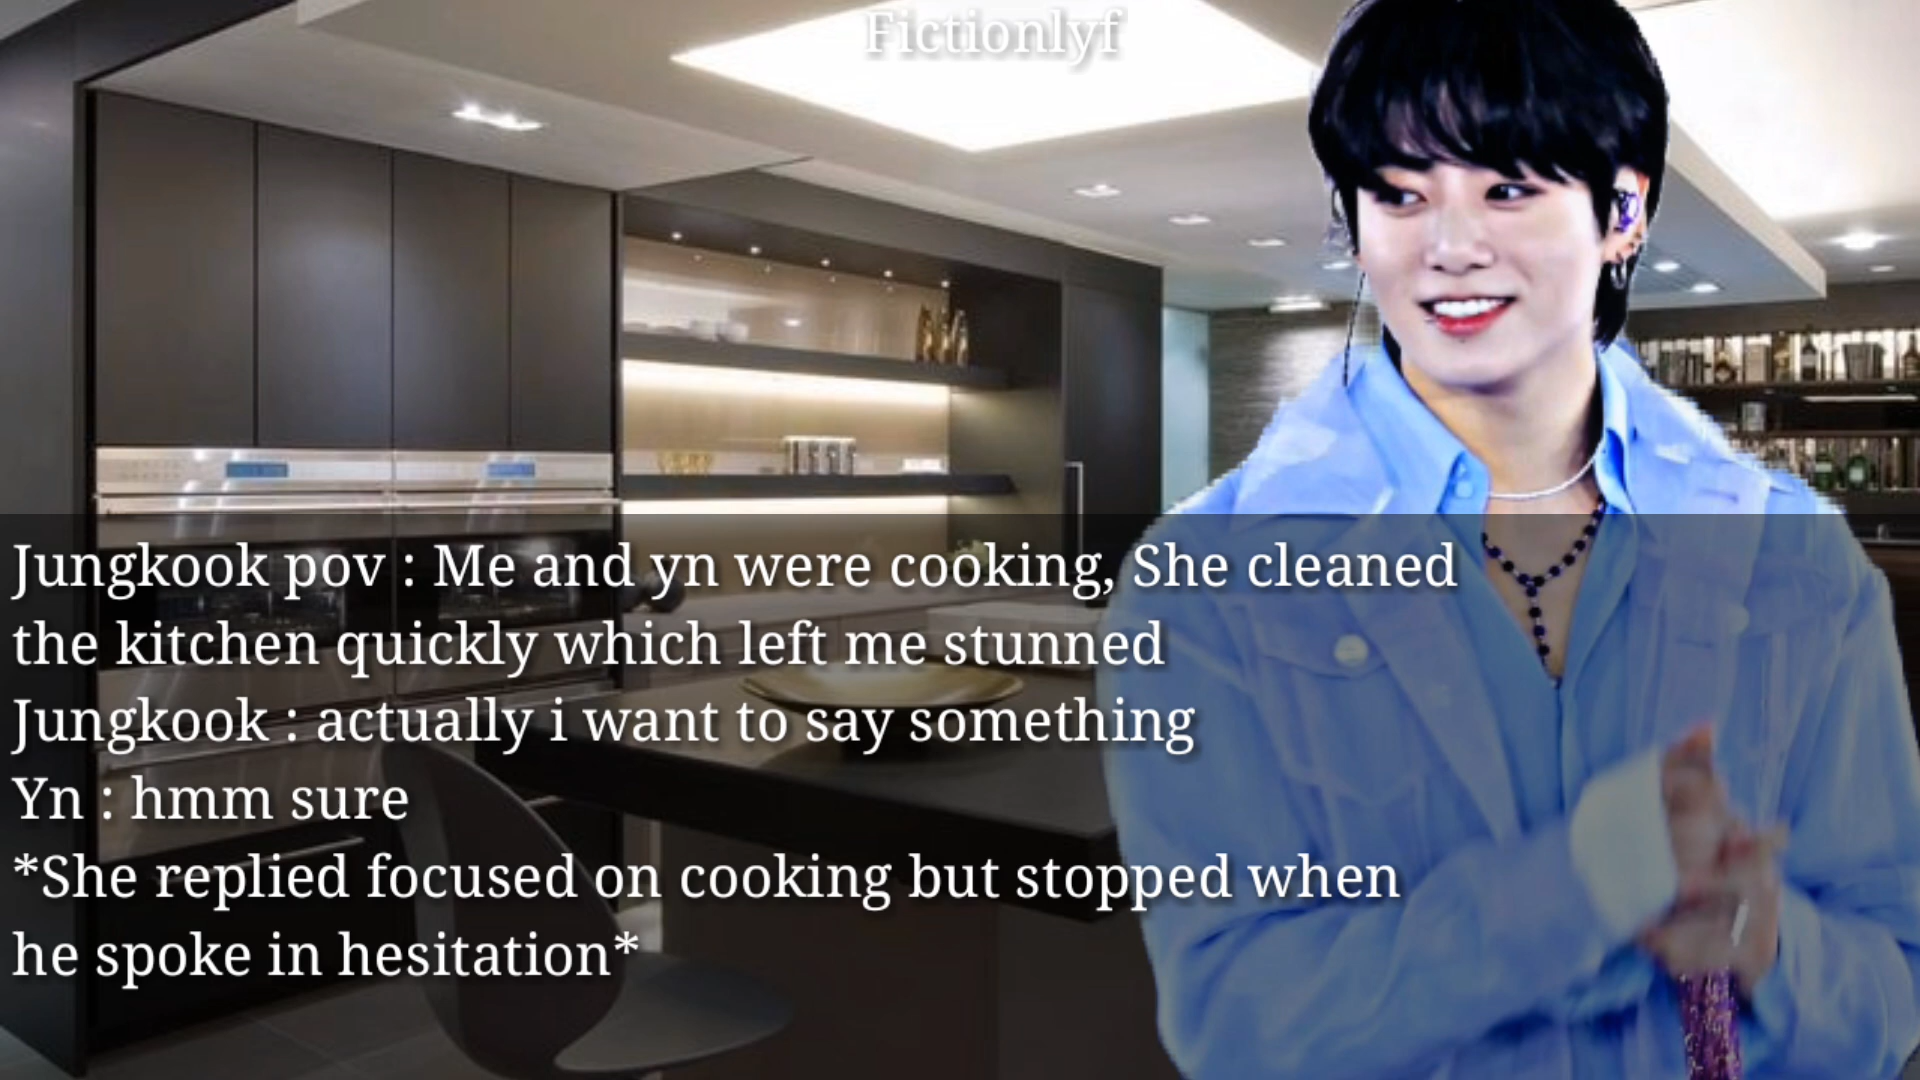 Fictionlyf
Jungkook pov : Me and yn were cooking, She cleaned
the kitchen quickly which left me stunned
Jungkook : actually i want to say something
Yn : hmm sure
*She replied focused on cooking but stopped when
he spoke in hesitation*